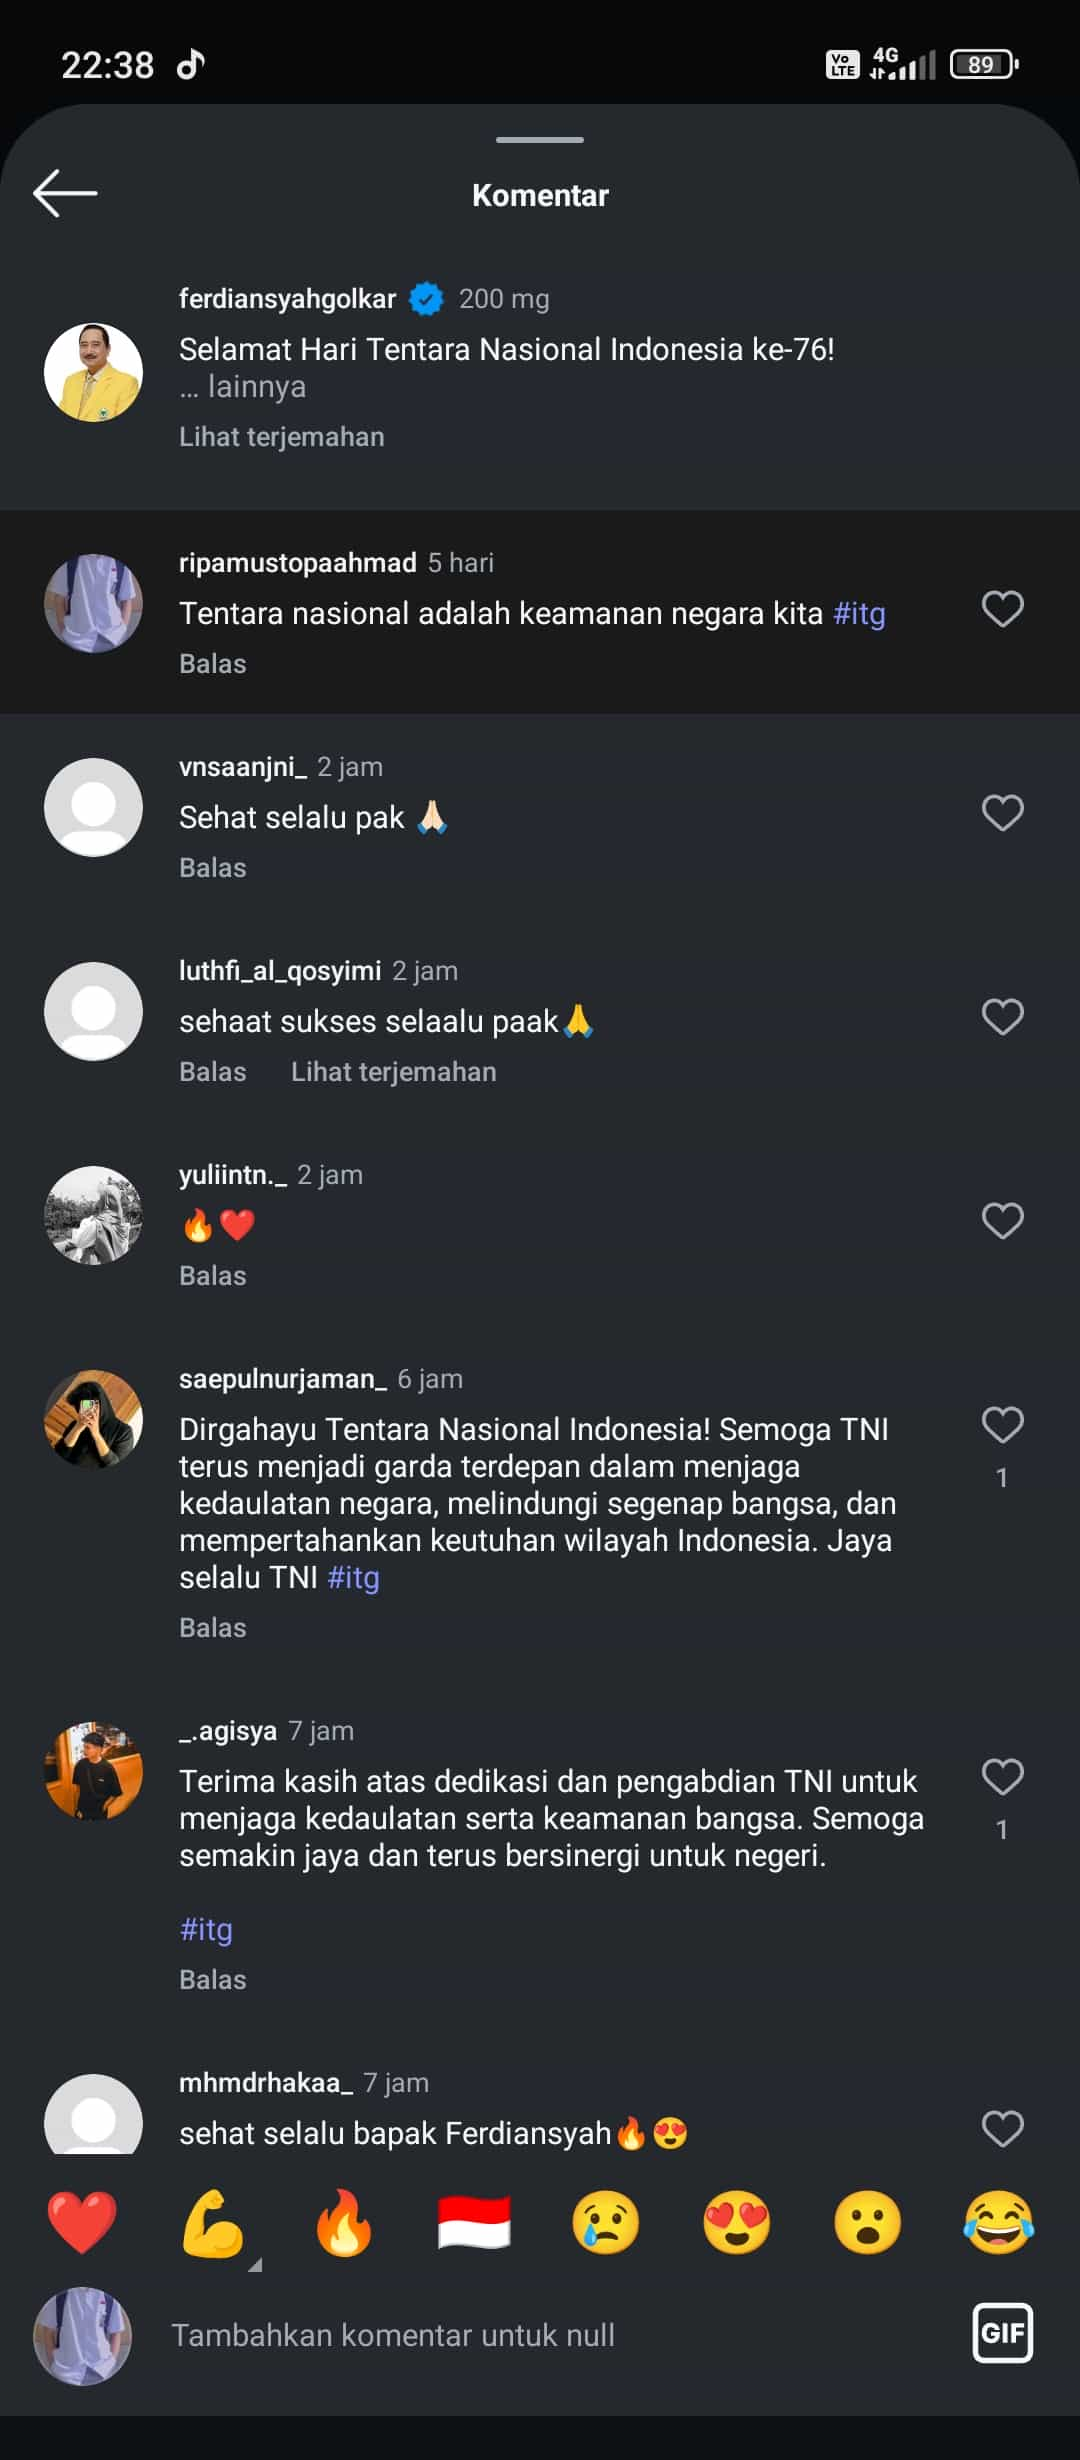 22:38
Vo LTE 4G 89
Komentar
ferdiansyahgolkar 200 mg
Selamat Hari Tentara Nasional Indonesia ke-76!
... lainnya
Lihat terjemahan
ripamustopaahmad 5 hari
Tentara nasional adalah keamanan negara kita #itg
Balas
vnsaanjni_ 2 jam
Sehat selalu pak 🙏🏻
Balas
luthfi_al_qosyimi 2 jam
sehaat sukses selaalu paak🙏
Balas Lihat terjemahan
yuliintn._ 2 jam
🔥❤️
Balas
saepulnurjaman_ 6 jam
Dirgahayu Tentara Nasional Indonesia! Semoga TNI
terus menjadi garda terdepan dalam menjaga
kedaulatan negara, melindungi segenap bangsa, dan
mempertahankan keutuhan wilayah Indonesia. Jaya
selalu TNI #itg
1
Balas
_.agisya 7 jam
Terima kasih atas dedikasi dan pengabdian TNI untuk
menjaga kedaulatan serta keamanan bangsa. Semoga
semakin jaya dan terus bersinergi untuk negeri.
1
#itg
Balas
mhmdrhakaa_ 7 jam
sehat selalu bapak Ferdiansyah🔥😍
❤️💪🔥🇮🇩😢😍😮😂
Tambahkan komentar untuk null
GIF